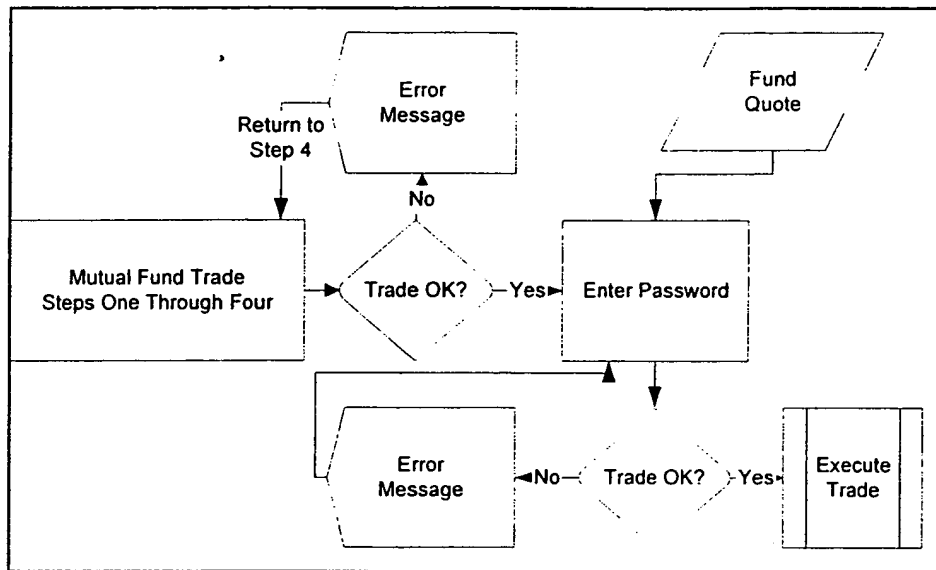 Error
Message
Fund
Quote
Return to
Step 4
No
Mutual Fund Trade
Steps One Through Four
Trade OK?
Yes
Enter Password
Error
Message
No
Trade OK?
Yes
Execute
Trade